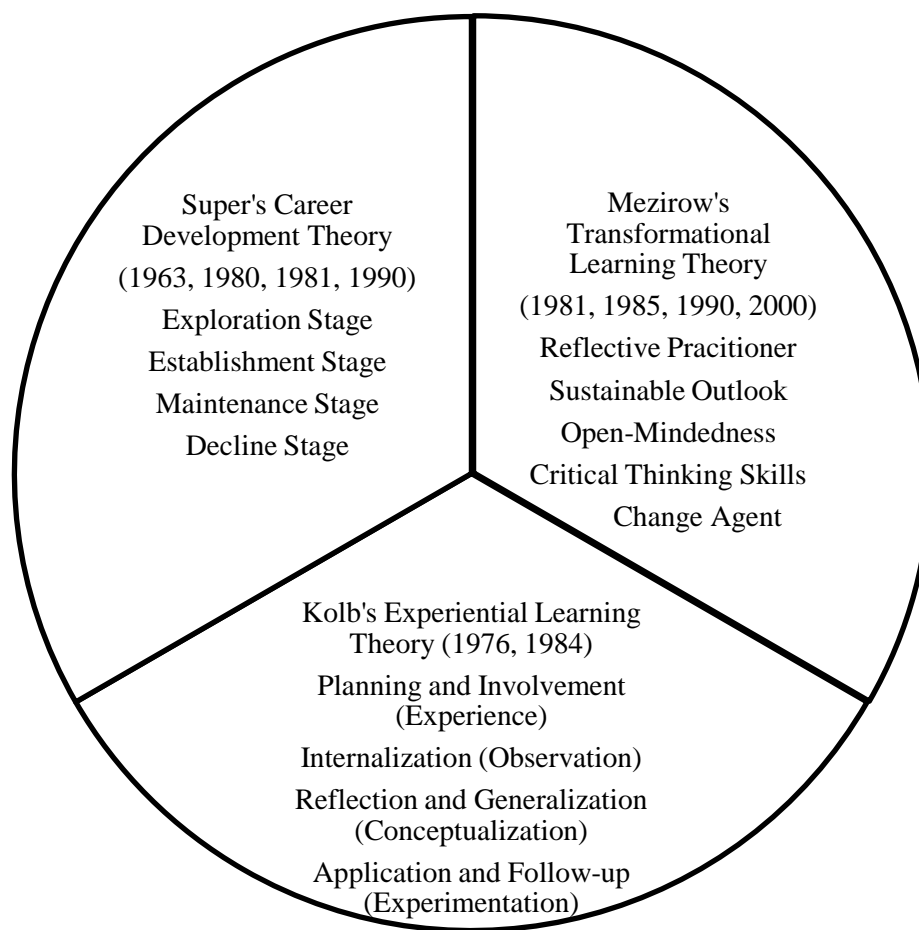 Super's Career
Development Theory
(1963, 1980, 1981, 1990)
Exploration Stage
Establishment Stage
Maintenance Stage
Decline Stage
Mezirow's
Transformational
Learning Theory
(1981, 1985, 1990, 2000)
Reflective Pracitioner
Sustainable Outlook
Open-Mindedness
Critical Thinking Skills
Change Agent
Kolb's Experiential Learning
Theory (1976, 1984)
Planning and Involvement
(Experience)
Internalization (Observation)
Reflection and Generalization
(Conceptualization)
Application and Follow-up
(Experimentation)